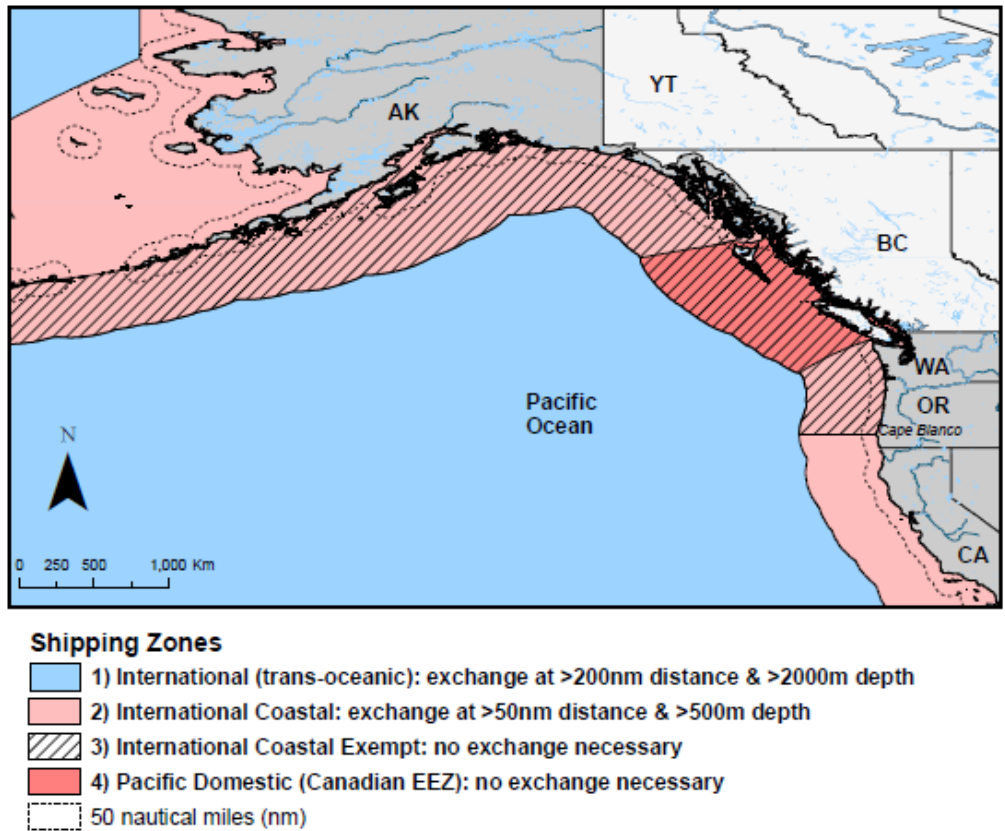 YT
AK
BC
WA
OR
Cape Blanco
Pacific
Ocean
N
0 250 500 1,000 Km
CA
Shipping Zones
1) International (trans-oceanic): exchange at >200nm distance & >2000m depth
2) International Coastal: exchange at >50nm distance & >500m depth
3) International Coastal Exempt: no exchange necessary
4) Pacific Domestic (Canadian EEZ): no exchange necessary
50 nautical miles (nm)